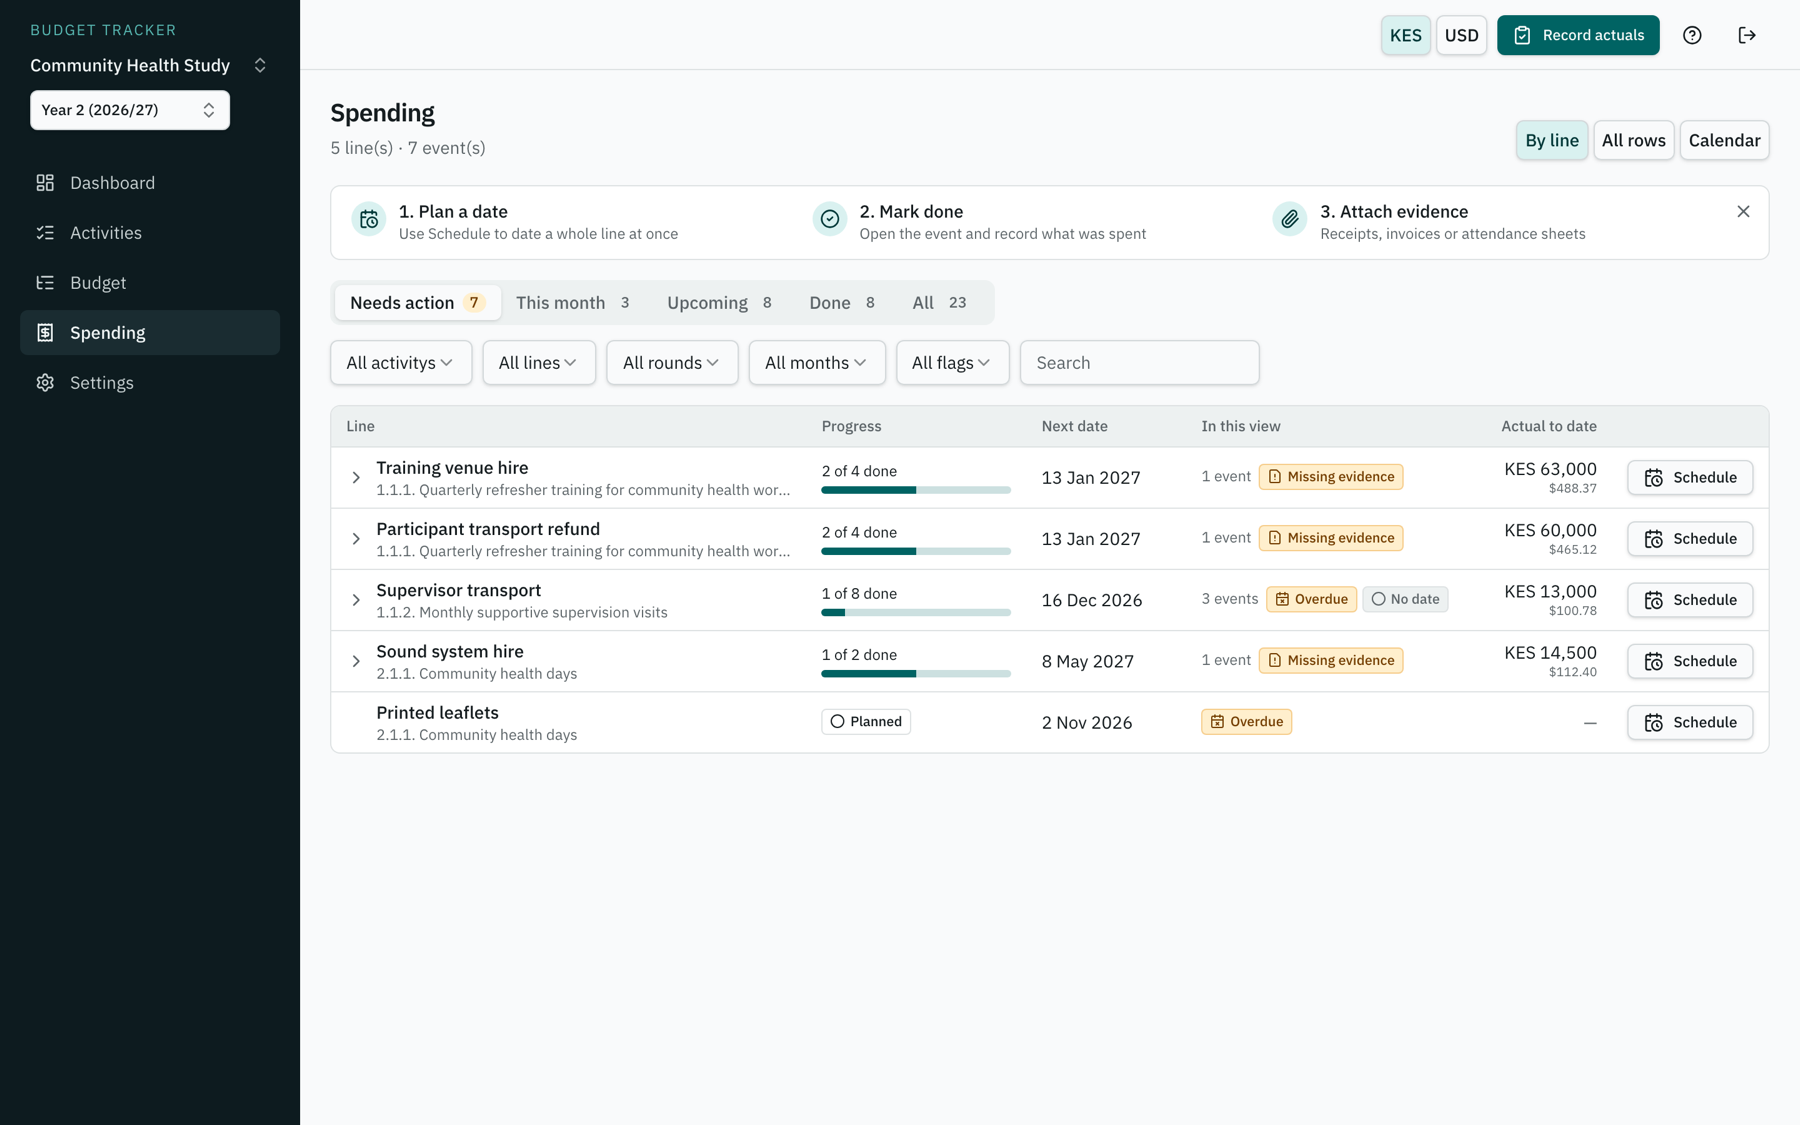 BUDGET TRACKER
Community Health Study
Year 2 (2026/27)
Dashboard
Activities
Budget
Spending
Settings
KES
USD
Record actuals
Spending
5 line(s) · 7 event(s)
By line
All rows
Calendar
1. Plan a date
Use Schedule to date a whole line at once
2. Mark done
Open the event and record what was spent
3. Attach evidence
Receipts, invoices or attendance sheets
Needs action 7
This month 3
Upcoming 8
Done 8
All 23
All activitys
All lines
All rounds
All months
All flags
Search
Line Progress Next date In this view Actual to date
Training venue hire
1.1.1. Quarterly refresher training for community health wor...
2 of 4 done
13 Jan 2027
1 event Missing evidence
KES 63,000
$488.37
Schedule
Participant transport refund
1.1.1. Quarterly refresher training for community health wor...
2 of 4 done
13 Jan 2027
1 event Missing evidence
KES 60,000
$465.12
Schedule
Supervisor transport
1.1.2. Monthly supportive supervision visits
1 of 8 done
16 Dec 2026
3 events Overdue No date
KES 13,000
$100.78
Schedule
Sound system hire
2.1.1. Community health days
1 of 2 done
8 May 2027
1 event Missing evidence
KES 14,500
$112.40
Schedule
Printed leaflets
2.1.1. Community health days
Planned
2 Nov 2026
Overdue
—
Schedule